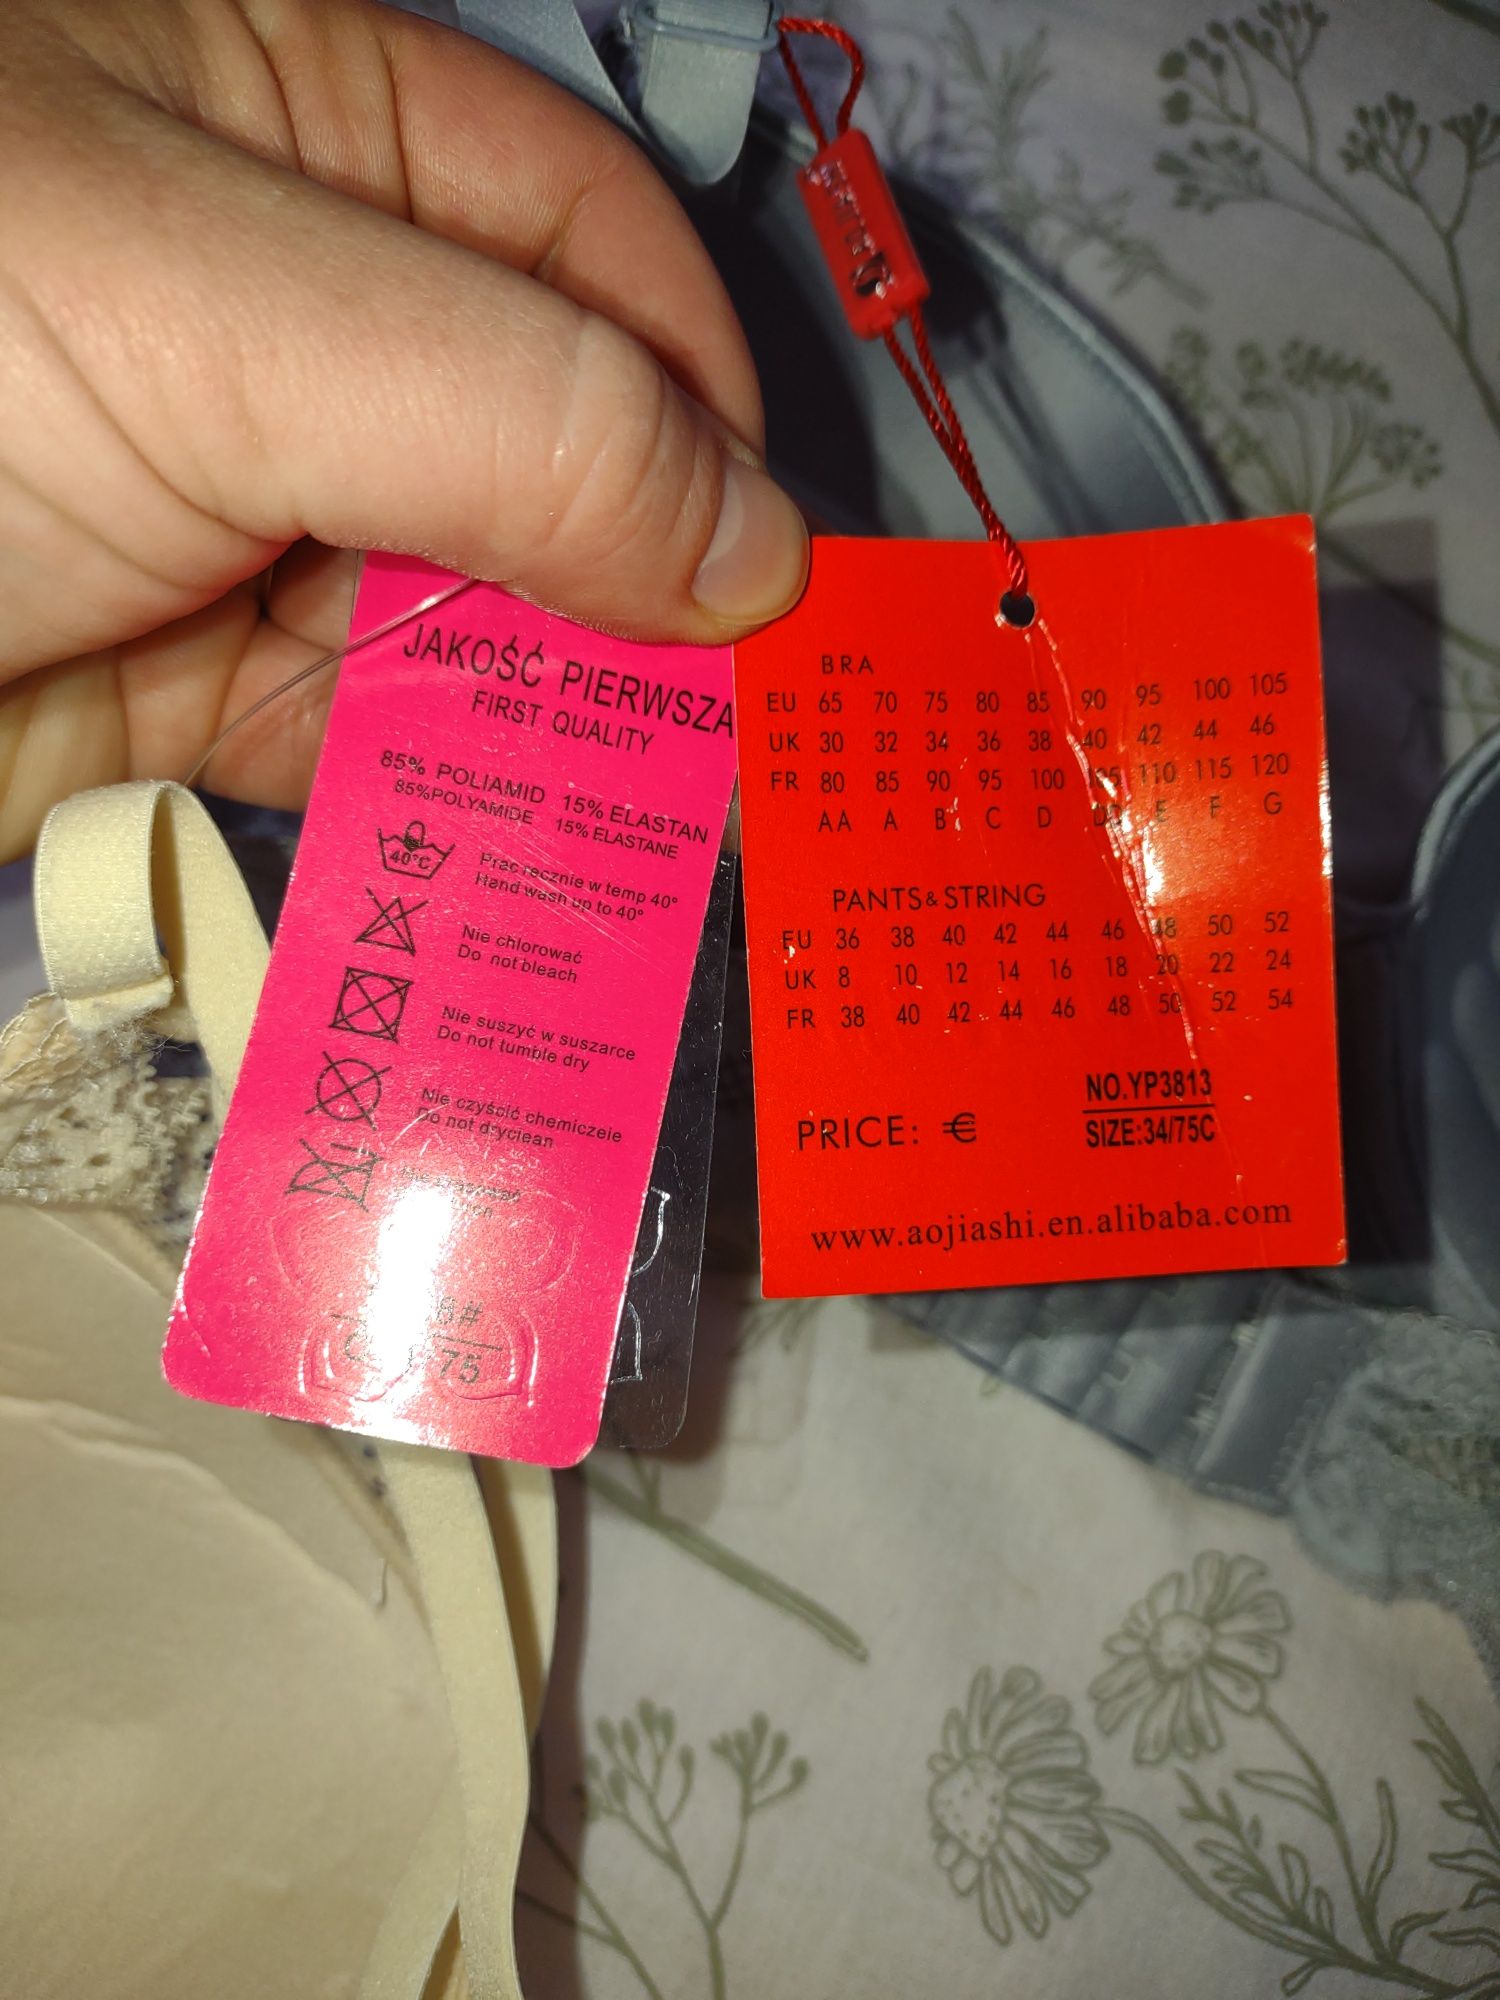 JAKOŚĆ PIERWSZA
FIRST QUALITY
85% POLIAMID 15% ELASTAN
85%POLYAMIDE 15% ELASTANE
40°C
Prac recznie w temp 40°
Hand wash up to 40°
Nie chlorować
Do not bleach
Nie suszyć w suszarce
Do not tumble dry
Nie czyścić chemiczeie
Do not dryclean
8#
75
BRA
EU 65 70 75 80 85 90 95 100 105
UK 30 32 34 36 38 40 42 44 46
FR 80 85 90 95 100 105 110 115 120
AA A B C D DD E F G
PANTS & STRING
EU 36 38 40 42 44 46 48 50 52
UK 8 10 12 14 16 18 20 22 24
FR 38 40 42 44 46 48 50 52 54
NO.YP3813
PRICE: € SIZE:34/75C
www.aojiashi.en.alibaba.com